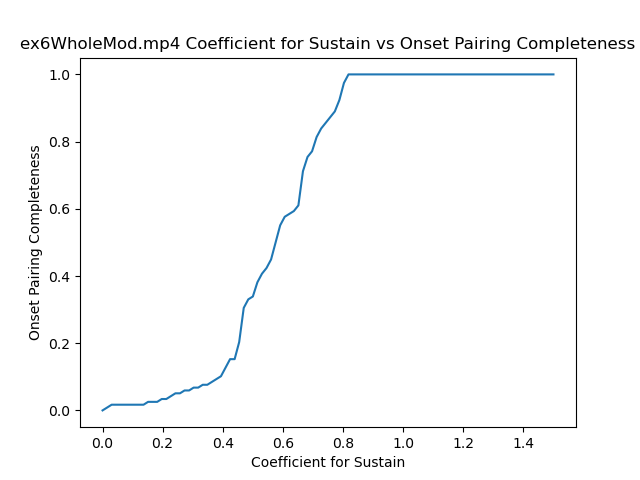 ex6WholeMod.mp4 Coefficient for Sustain vs Onset Pairing Completeness
Onset Pairing Completeness
1.0
0.8
0.6
0.4
0.2
0.0
0.0 0.2 0.4 0.6 0.8 1.0 1.2 1.4
Coefficient for Sustain